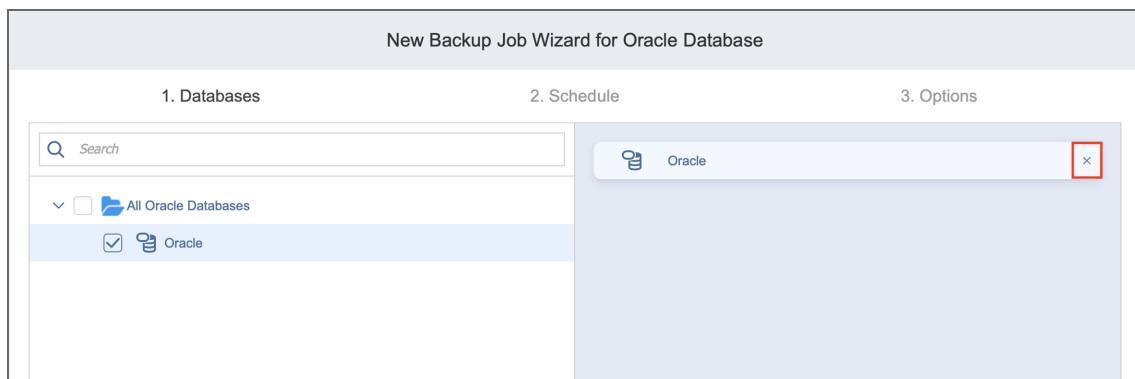 New Backup Job Wizard for Oracle Database
1. Databases 2. Schedule 3. Options
Search
Oracle
All Oracle Databases
Oracle